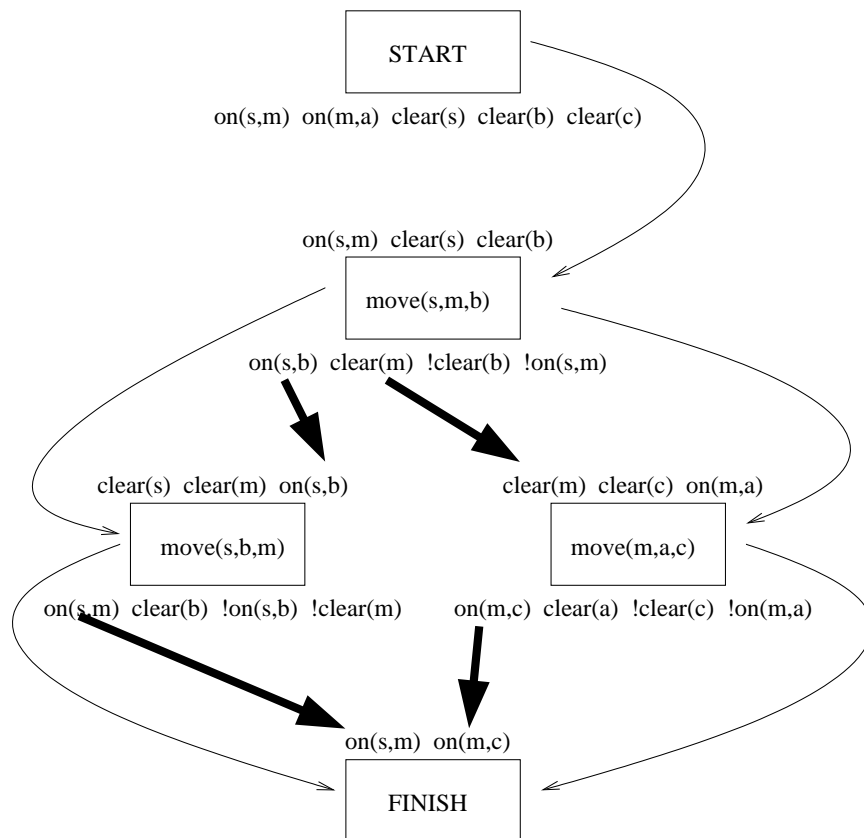 START
on(s,m) on(m,a) clear(s) clear(b) clear(c)
on(s,m) clear(s) clear(b)
move(s,m,b)
on(s,b) clear(m) !clear(b) !on(s,m)
clear(s) clear(m) on(s,b)
clear(m) clear(c) on(m,a)
move(s,b,m)
move(m,a,c)
on(s,m) clear(b) !on(s,b) !clear(m)
on(m,c) clear(a) !clear(c) !on(m,a)
on(s,m) on(m,c)
FINISH